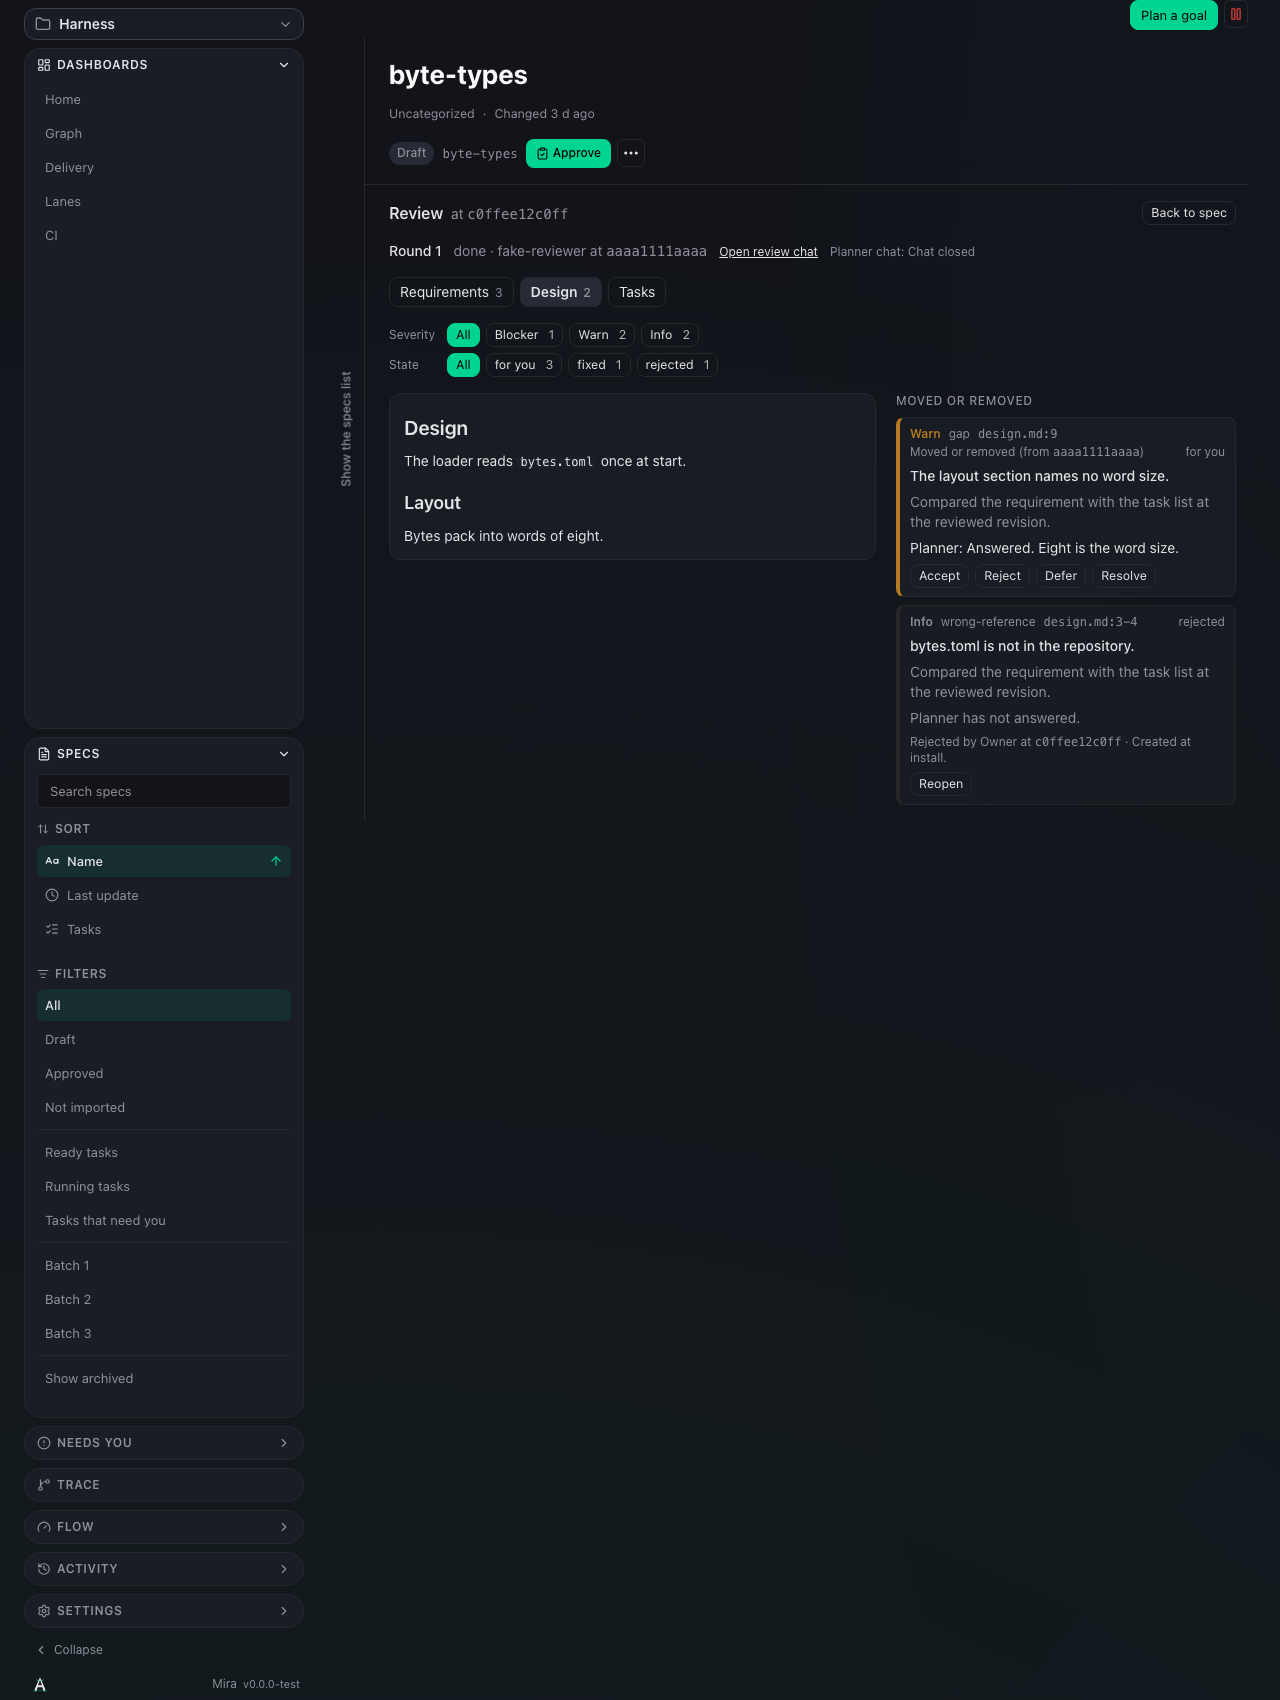 Harness
Plan a goal
DASHBOARDS
Home
Graph
Delivery
Lanes
CI
SPECS
Search specs
SORT
Aa Name
Last update
Tasks
FILTERS
All
Draft
Approved
Not imported
Ready tasks
Running tasks
Tasks that need you
Batch 1
Batch 2
Batch 3
Show archived
NEEDS YOU
TRACE
FLOW
ACTIVITY
SETTINGS
Collapse
A Mira v0.0.0-test
Show the specs list
byte-types
Uncategorized · Changed 3 d ago
Draft byte-types Approve
Review at c0ffee12c0ff Back to spec
Round 1 done · fake-reviewer at aaaa1111aaaa Open review chat Planner chat: Chat closed
Requirements 3 Design 2 Tasks
Severity All Blocker 1 Warn 2 Info 2
State All for you 3 fixed 1 rejected 1
Design
The loader reads bytes.toml once at start.
Layout
Bytes pack into words of eight.
MOVED OR REMOVED
Warn gap design.md:9
Moved or removed (from aaaa1111aaaa) for you
The layout section names no word size.
Compared the requirement with the task list at
the reviewed revision.
Planner: Answered. Eight is the word size.
Accept Reject Defer Resolve
Info wrong-reference design.md:3-4 rejected
bytes.toml is not in the repository.
Compared the requirement with the task list at
the reviewed revision.
Planner has not answered.
Rejected by Owner at c0ffee12c0ff · Created at
install.
Reopen